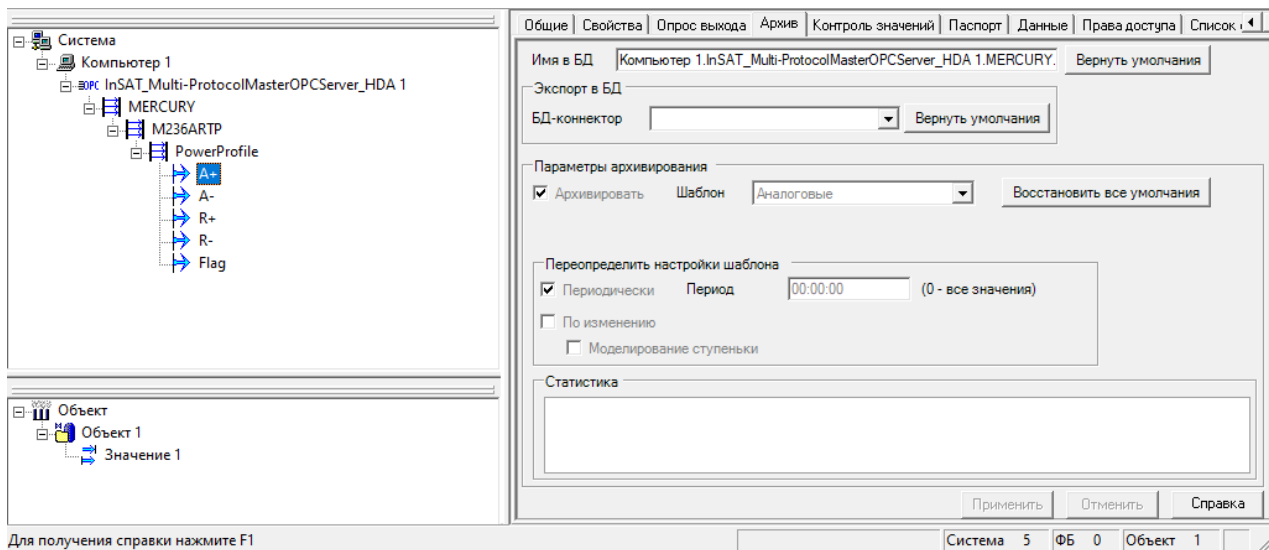 Система
Компьютер 1
OPC InSAT_Multi-ProtocolMasterOPCServer_HDA 1
MERCURY
M236ARTP
PowerProfile
A+
A-
R+
R-
Flag
Объект
Объект 1
Значение 1
Общие Свойства Опрос выхода Архив Контроль значений Паспорт Данные Права доступа Список
Имя в БД Компьютер 1.InSAT_Multi-ProtocolMasterOPCServer_HDA 1.MERCURY. Вернуть умолчания
Экспорт в БД
БД-коннектор Вернуть умолчания
Параметры архивирования
Архивировать Шаблон Аналоговые Восстановить все умолчания
Переопределить настройки шаблона
Периодически Период 00:00:00 (0 - все значения)
По изменению
Моделирование ступеньки
Статистика
Применить Отменить Справка
Для получения справки нажмите F1 Система 5 ФБ 0 Объект 1